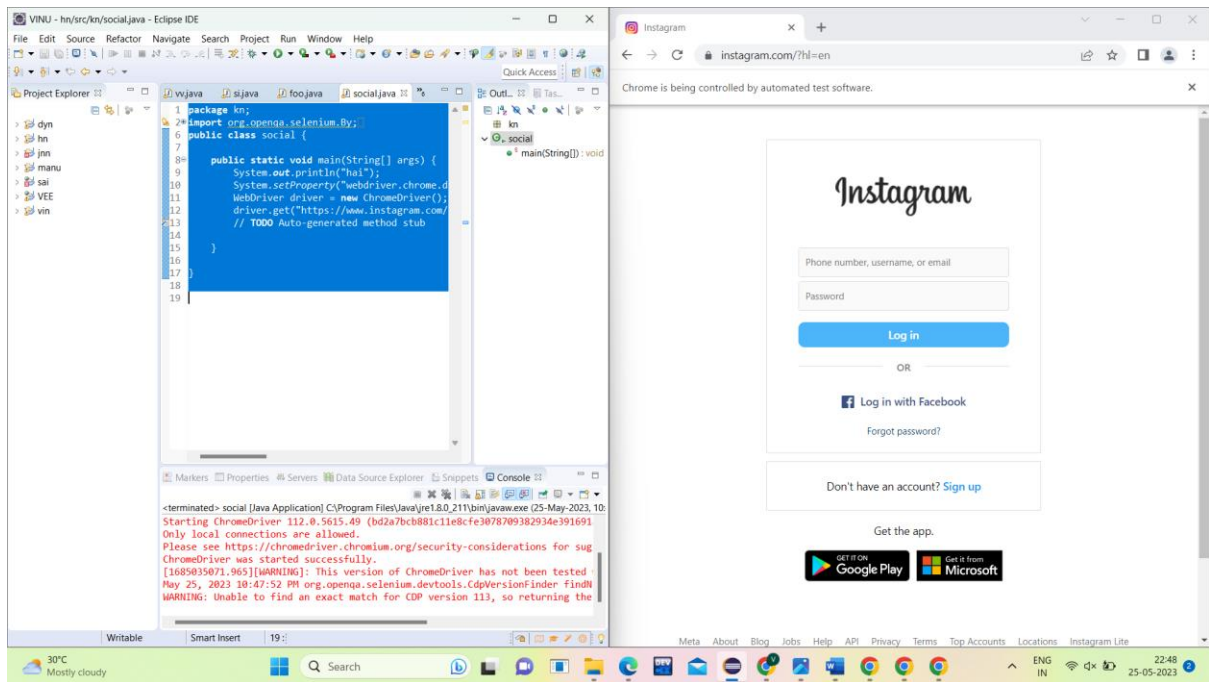 VINU - hn/src/kn/social.java - Eclipse IDE
File Edit Source Refactor Navigate Search Project Run Window Help
Quick Access
Project Explorer
dyn
hn
jnn
manu
sai
VEE
vin
vv.java si.java foo.java social.java
1 package kn;
2 import org.openqa.selenium.By;
6 public class social {
7
8 public static void main(String[] args) {
9 System.out.println("hai");
10 System.setProperty("webdriver.chrome.d
11 WebDriver driver = new ChromeDriver();
12 driver.get("https://www.instagram.com/
13 // TODO Auto-generated method stub
14
15 }
16
17 }
18
19
Outl... Tas...
kn
social
main(String[]) : void
Markers Properties Servers Data Source Explorer Snippets Console
<terminated> social [Java Application] C:\Program Files\Java\jre1.8.0_211\bin\javaw.exe (25-May-2023, 10:
Starting ChromeDriver 112.0.5615.49
Only local connections are allowed.
Please see https://chromedriver.chromium.org/security-considerations for sug
ChromeDriver was started successfully.
[1685035071.965][WARNING]: This version of ChromeDriver has not been tested
May 25, 2023 10:47:52 PM org.openqa.selenium.devtools.CdpVersionFinder findN
WARNING: Unable to find an exact match for CDP version 113, so returning the
Writable Smart Insert 19 :
Instagram
instagram.com/?hl=en
Chrome is being controlled by automated test software.
Instagram
Phone number, username, or email
Password
Log in
OR
Log in with Facebook
Forgot password?
Don't have an account? Sign up
Get the app.
GET IT ON
Google Play
Get it from
Microsoft
Meta About Blog Jobs Help API Privacy Terms Top Accounts Locations Instagram Lite
30°C
Mostly cloudy
Search
ENG
IN
22:48
25-05-2023
2